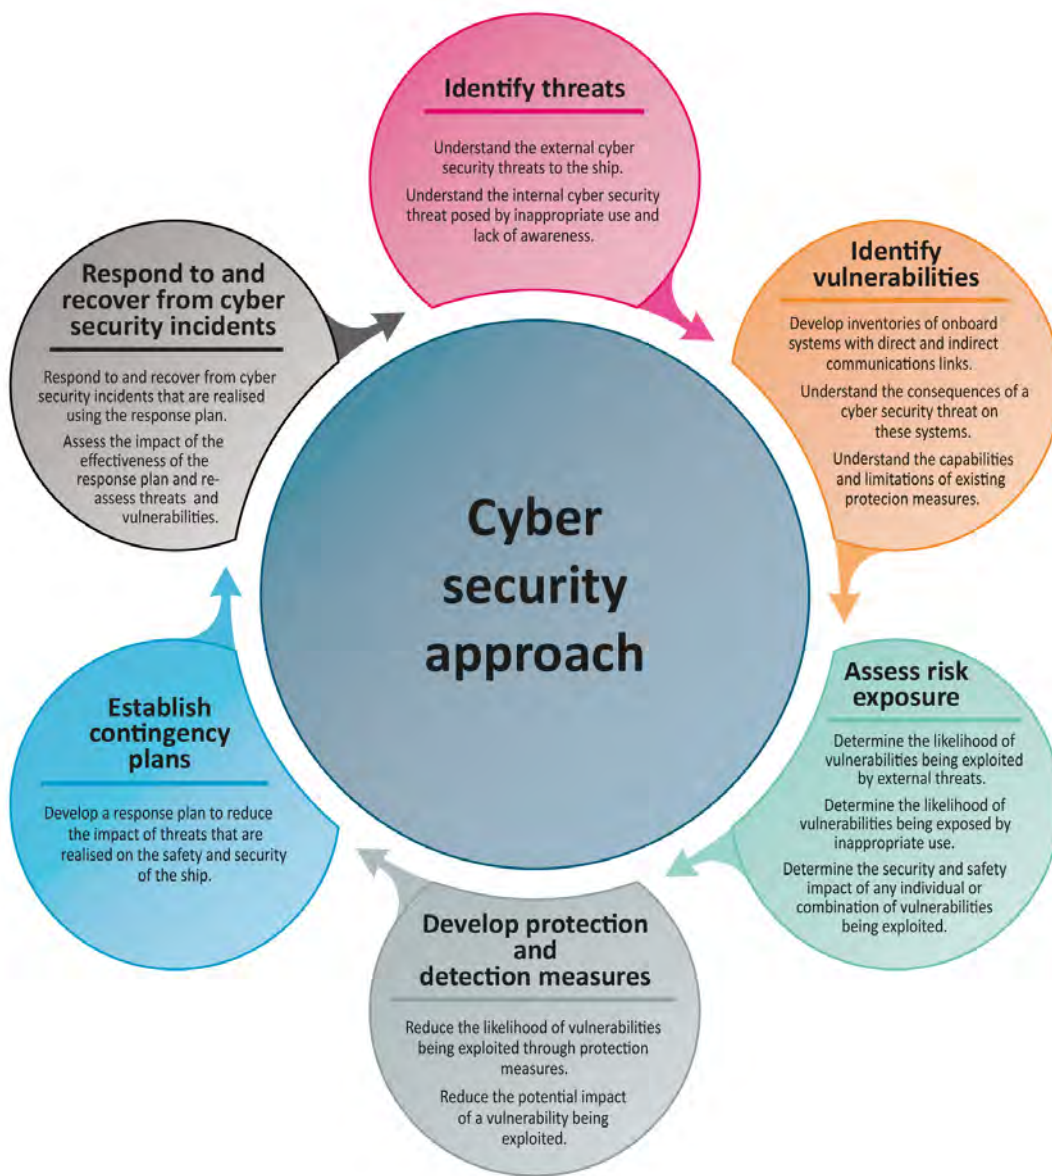 Identify threats
Understand the external cyber
security threats to the ship.
Understand the internal cyber security
threat posed by inappropriate use and
lack of awareness.
Identify
vulnerabilities
Develop inventories of onboard
systems with direct and indirect
communications links.
Understand the consequences of a
cyber security threat on
these systems.
Understand the capabilities
and limitations of existing
protecion measures.
Assess risk
exposure
Determine the likelihood of
vulnerabilities being exploited
by external threats.
Determine the likelihood of
vulnerabilities being exposed by
inappropriate use.
Determine the security and safety
impact of any individual or
combination of vulnerabilities
being exploited.
Develop protection
and
detection measures
Reduce the likelihood of vulnerabilities
being exploited through protection
measures.
Reduce the potential impact
of a vulnerability being
exploited.
Establish
contingency
plans
Develop a response plan to reduce
the impact of threats that are
realised on the safety and security
of the ship.
Respond to and
recover from cyber
security incidents
Respond to and recover from cyber
security incidents that are realised
using the response plan.
Assess the impact of the
effectiveness of the
response plan and re-
assess threats and
vulnerabilities.
Cyber
security
approach